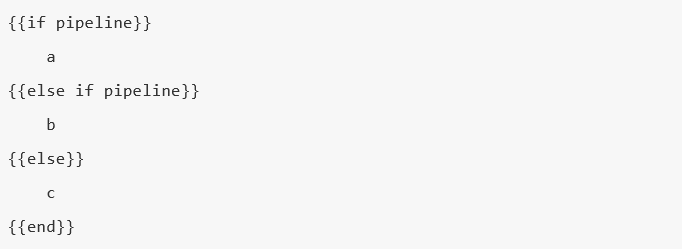 {{if pipeline}}
    a
{{else if pipeline}}
    b
{{else}}
    c
{{end}}